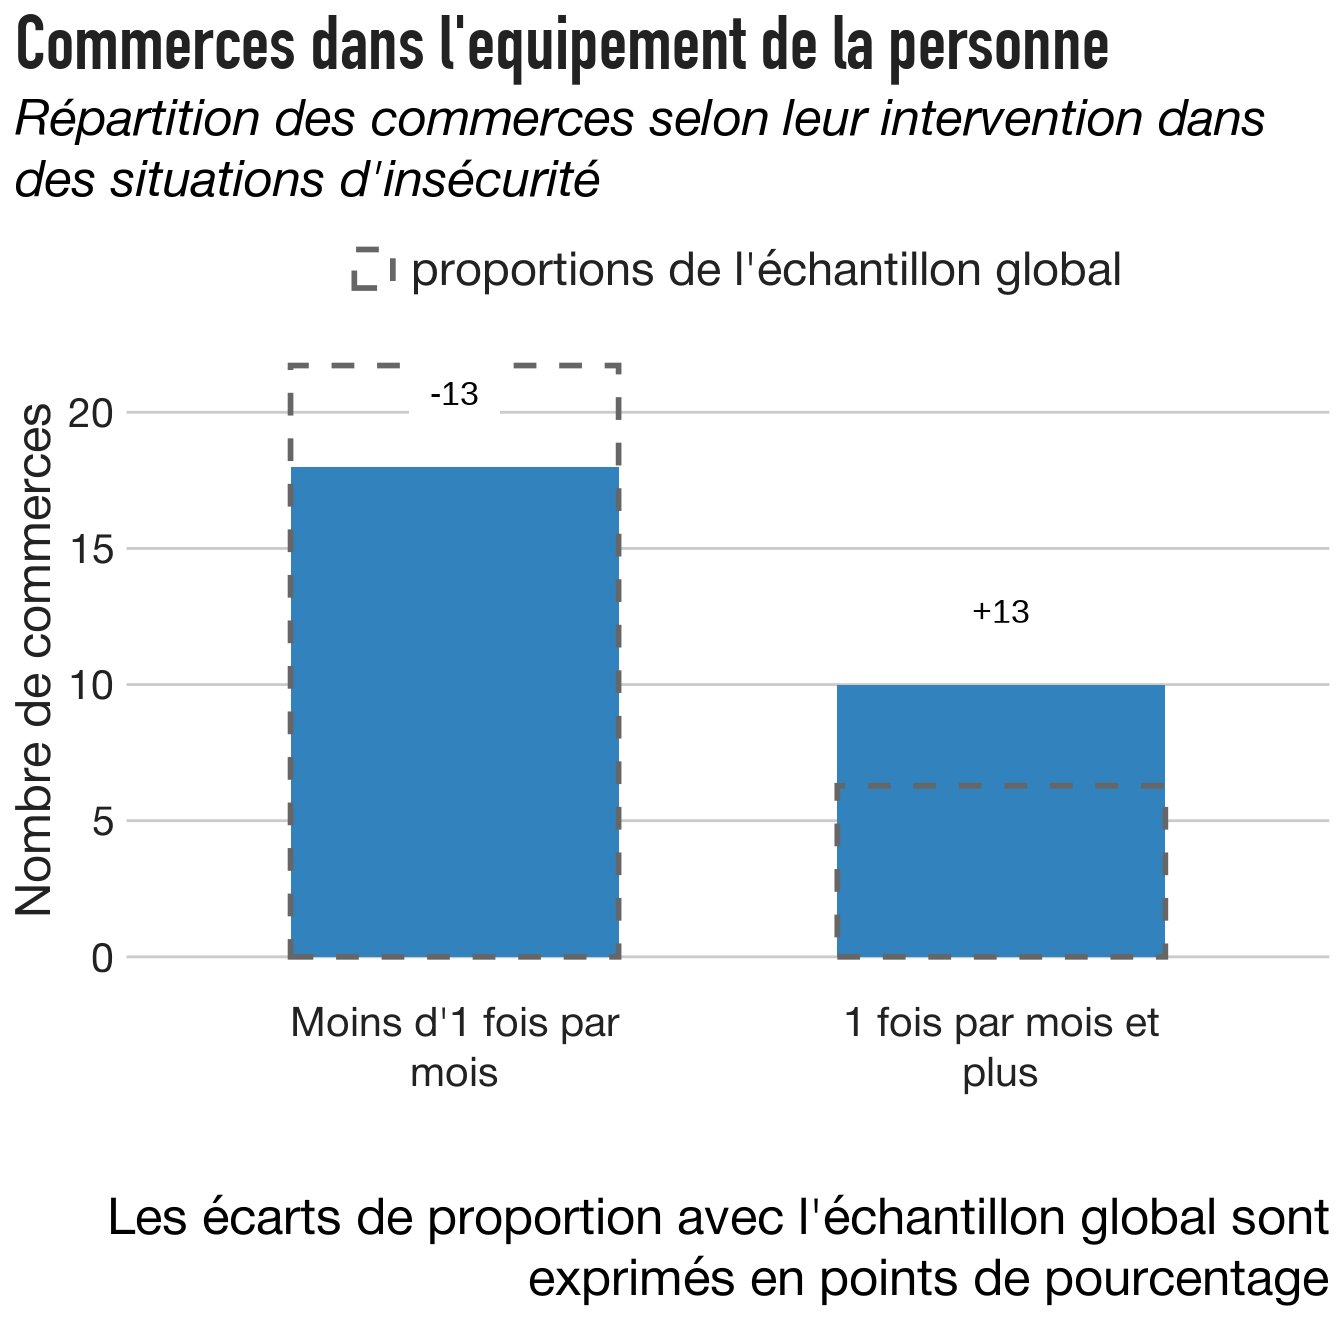 Commerces dans l'equipement de la personne
Répartition des commerces selon leur intervention dans
des situations d'insécurité
proportions de l'échantillon global
Nombre de commerces
20
15
10
5
0
-13
+13
Moins d'1 fois par
mois
1 fois par mois et
plus
Les écarts de proportion avec l'échantillon global sont
exprimés en points de pourcentage